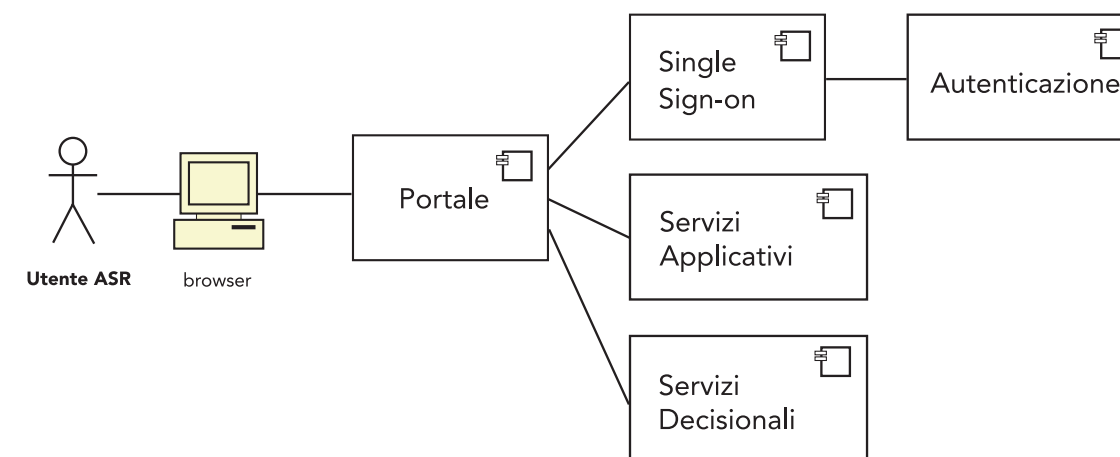 Single
Sign-on
Autenticazione
Portale
Servizi
Applicativi
Utente ASR
browser
Servizi
Decisionali